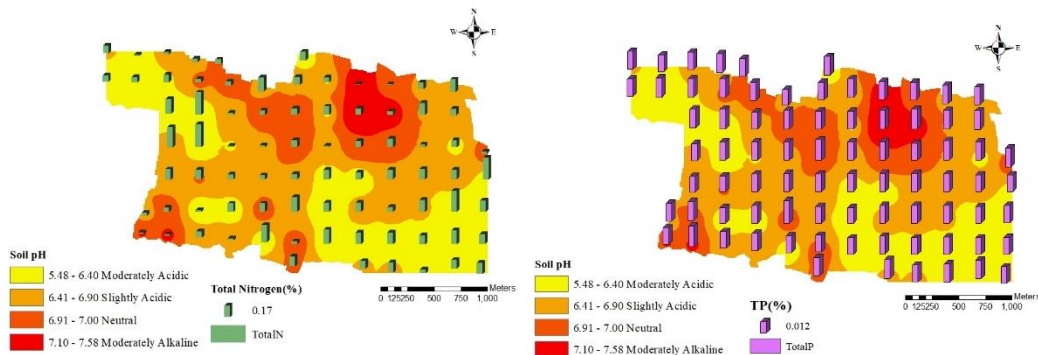 N
W E
S
Soil pH
5.48 - 6.40 Moderately Acidic
6.41 - 6.90 Slightly Acidic
6.91 - 7.00 Neutral
7.10 - 7.58 Moderately Alkaline
Total Nitrogen(%)
0.17
TotalN
Meters
0 125250 500 750 1,000
N
W E
S
Soil pH
5.48 - 6.40 Moderately Acidic
6.41 - 6.90 Slightly Acidic
6.91 - 7.00 Neutral
7.10 - 7.58 Moderately Alkaline
TP(%)
0.012
TotalP
Meters
0 125250 500 750 1,000